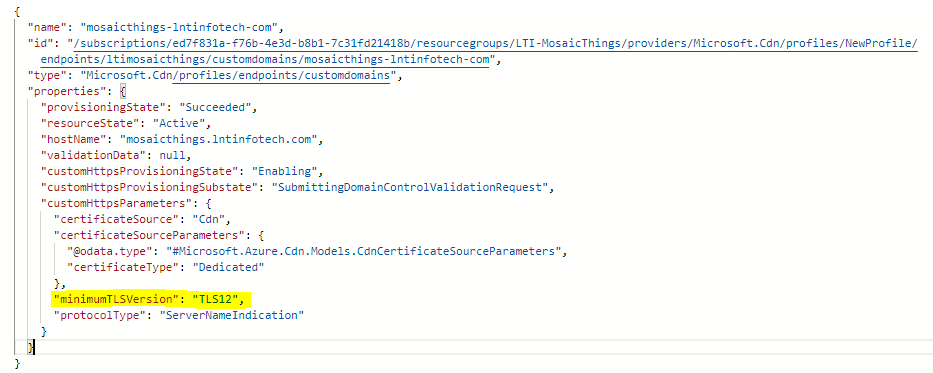 {
"name": "mosaicthings-lntinfotech-com",
"id": "/subscriptions/ed7f831a-f76b-4e3d-b8b1-7c31fd21418b/resourcegroups/LTI-MosaicThings/providers/Microsoft.Cdn/profiles/NewProfile/
endpoints/ltimosaicthings/customdomains/mosaicthings-lntinfotech-com",
"type": "Microsoft.Cdn/profiles/endpoints/customdomains",
"properties": {
"provisioningState": "Succeeded",
"resourceState": "Active",
"hostName": "mosaicthings.lntinfotech.com",
"validationData": null,
"customHttpsProvisioningState": "Enabling",
"customHttpsProvisioningSubstate": "SubmittingDomainControlValidationRequest",
"customHttpsParameters": {
"certificateSource": "Cdn",
"certificateSourceParameters": {
"@odata.type": "#Microsoft.Azure.Cdn.Models.CdnCertificateSourceParameters",
"certificateType": "Dedicated"
},
"minimumTLSVersion": "TLS12",
"protocolType": "ServerNameIndication"
}
}
}